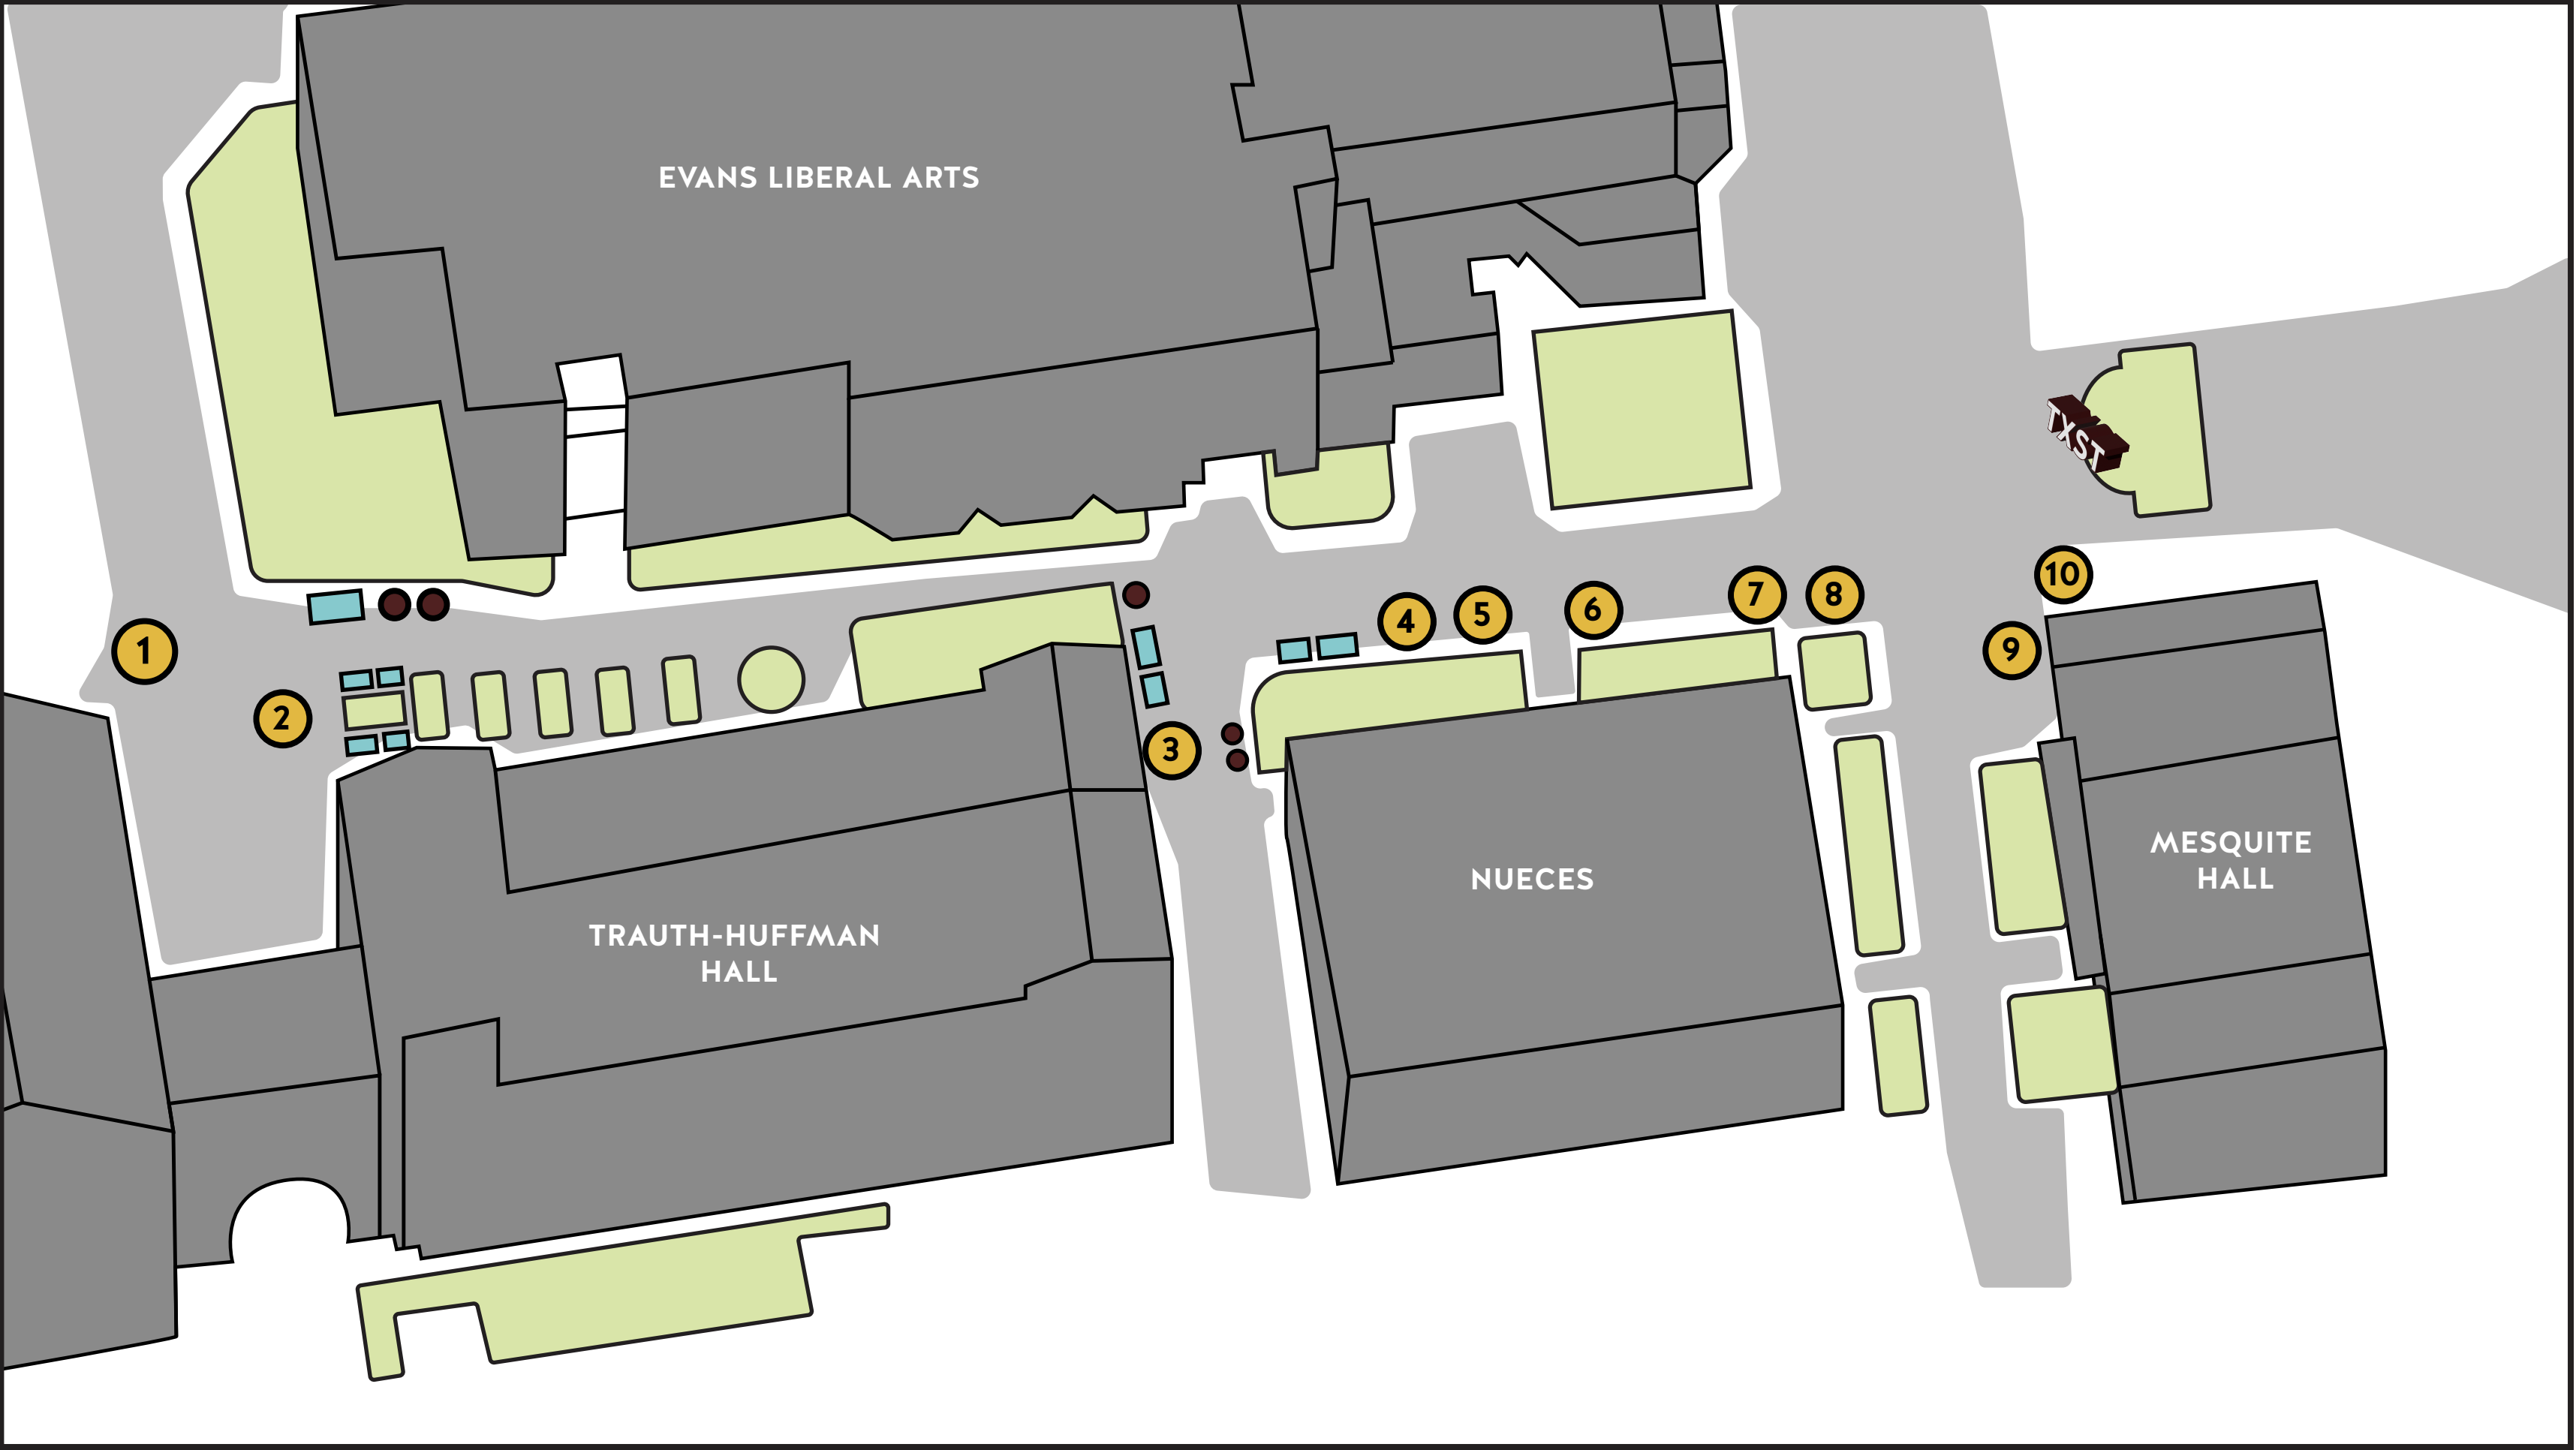 EVANS LIBERAL ARTS
TXST
10
7
8
6
5
4
9
1
2
3
MESQUITE
HALL
NUECES
TRAUTH-HUFFMAN
HALL